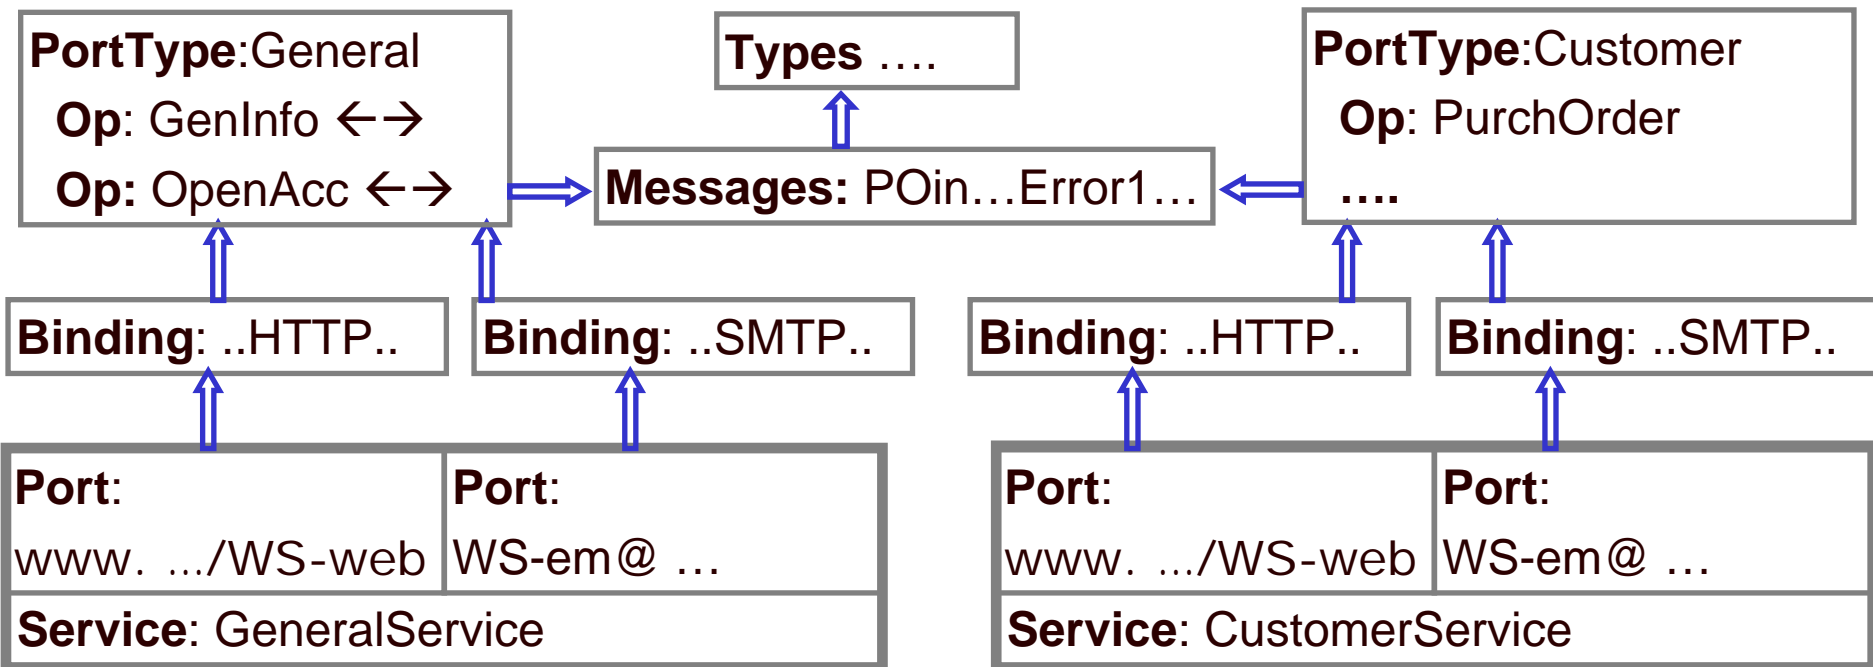 PortType:General
Op: GenInfo ←→
Op: OpenAcc ←→
Types ….
Messages: POin…Error1…
PortType:Customer
Op: PurchOrder
….
Binding: ..HTTP..
Binding: ..SMTP..
Binding: ..HTTP..
Binding: ..SMTP..
Port:
www. .../WS-web
Port:
WS-em@ …
Service: GeneralService
Port:
www. .../WS-web
Port:
WS-em@ …
Service: CustomerService